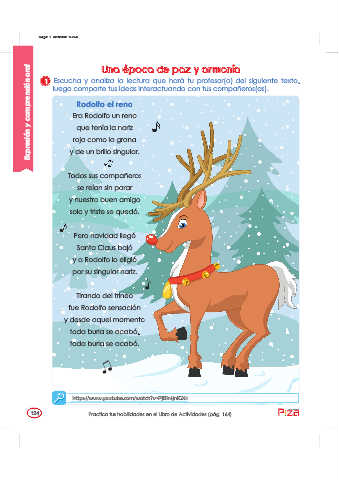 Una época de paz y armonía
1 Escucha y analiza la lectura que hará tu profesor(a) del siguiente texto,
luego comparte tus ideas interactuando con tus compañeros(as).
Expresión y comprensión oral
Rodolfo el reno
Era Rodolfo un reno
que tenía la nariz
roja como la grana
y de un brillo singular.
Todos sus compañeros
se reían sin parar
y nuestro buen amigo
solo y triste se quedó.
Pero navidad llegó
Santa Claus bajó
y a Rodolfo lo eligió
por su singular nariz.
Tirando del trineo
fue Rodolfo sensación
y desde aquel momento
toda burla se acabó,
toda burla se acabó.
124
Practica tus habilidades en el Libro de Actividades (pág. 164)